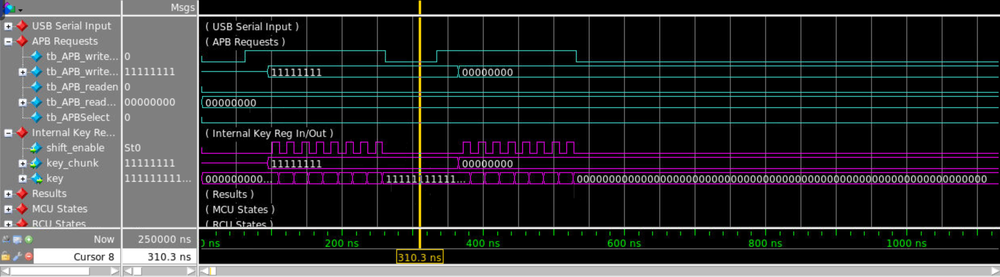 Msgs
USB Serial Input ( USB Serial Input )
APB Requests ( APB Requests )
tb_APB_write... 0
tb_APB_write... 11111111 11111111 00000000
tb_APB_readen 0
tb_APB_read... 00000000 00000000
tb_APBSelect 0
Internal Key Re... ( Internal Key Reg In/Out )
shift_enable St0
key_chunk 11111111 11111111 00000000
key 111111111... 000000000... 11111111111...
Results ( Results )
MCU States ( MCU States )
RCU States ( RCU States )
Now 250000 ns 0 ns 200 ns 400 ns 600 ns 800 ns 1000 ns
Cursor 8 310.3 ns 310.3 ns